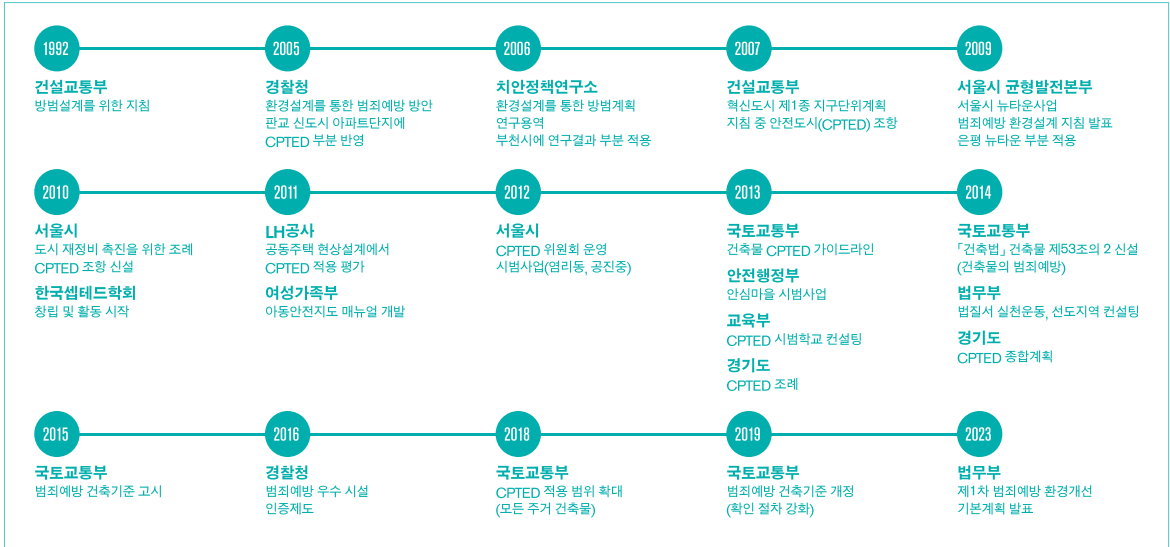 1992
건설교통부
방범설계를 위한 지침
2005
경찰청
환경설계를 통한 범죄예방 방안
판교 신도시 아파트단지에
CPTED 부분 반영
2006
치안정책연구소
환경설계를 통한 방범계획
연구용역
부천시에 연구결과 부분 적용
2007
건설교통부
혁신도시 제1종 지구단위계획
지침 중 안전도시(CPTED) 조항
2009
서울시 균형발전본부
서울시 뉴타운사업
범죄예방 환경설계 지침 발표
은평 뉴타운 부분 적용
2010
서울시
도시 재정비 촉진을 위한 조례
CPTED 조항 신설
한국셉테드학회
창립 및 활동 시작
2011
LH공사
공동주택 현상설계에서
CPTED 적용 평가
여성가족부
아동안전지도 매뉴얼 개발
2012
서울시
CPTED 위원회 운영
시범사업(염리동, 공진중)
2013
국토교통부
건축물 CPTED 가이드라인
안전행정부
안심마을 시범사업
교육부
CPTED 시범학교 컨설팅
경기도
CPTED 조례
2014
국토교통부
「건축법」 건축물 제53조의 2 신설
(건축물의 범죄예방)
법무부
법질서 실천운동, 선도지역 컨설팅
경기도
CPTED 종합계획
2015
국토교통부
범죄예방 건축기준 고시
2016
경찰청
범죄예방 우수 시설
인증제도
2018
국토교통부
CPTED 적용 범위 확대
(모든 주거 건축물)
2019
국토교통부
범죄예방 건축기준 개정
(확인 절차 강화)
2023
법무부
제1차 범죄예방 환경개선
기본계획 발표